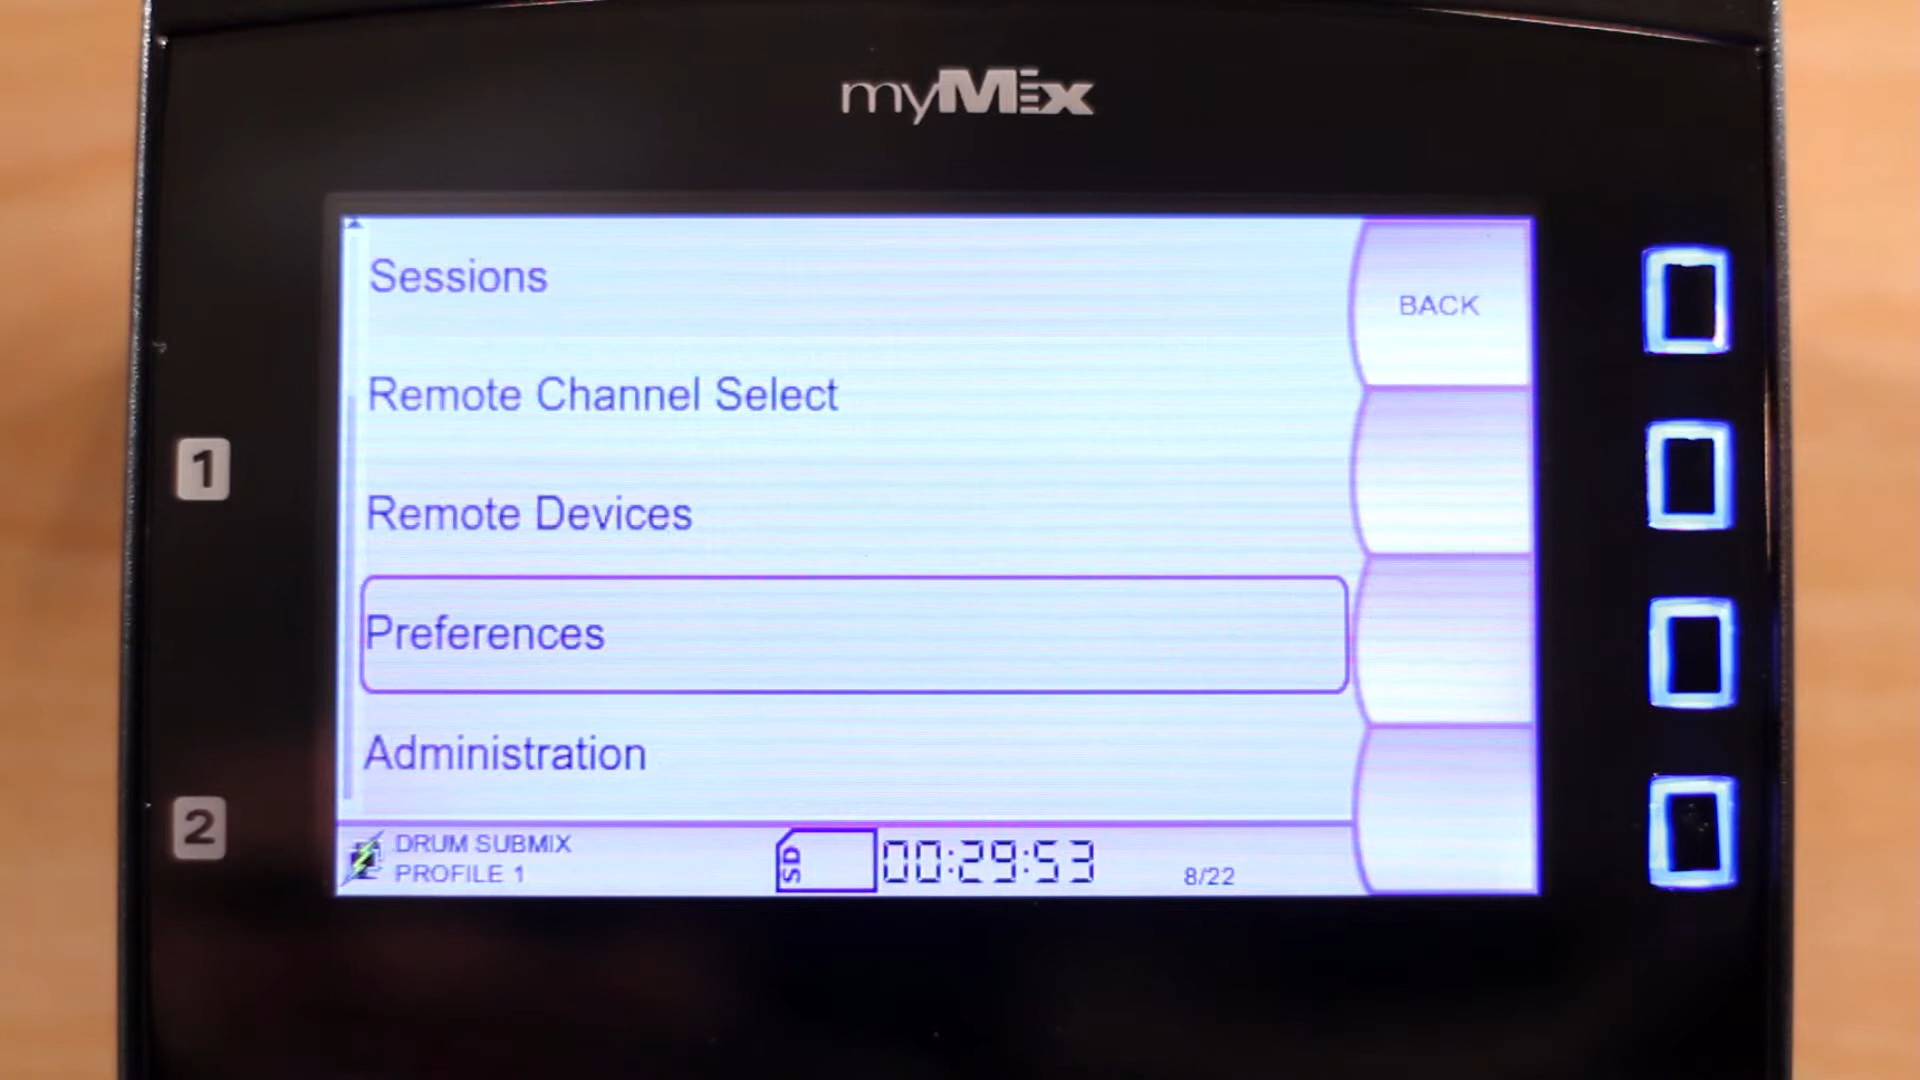 myMix
Sessions
BACK
Remote Channel Select
1
Remote Devices
Preferences
Administration
2
DRUM SUBMIX
PROFILE 1
SD
00:29:53
8/22